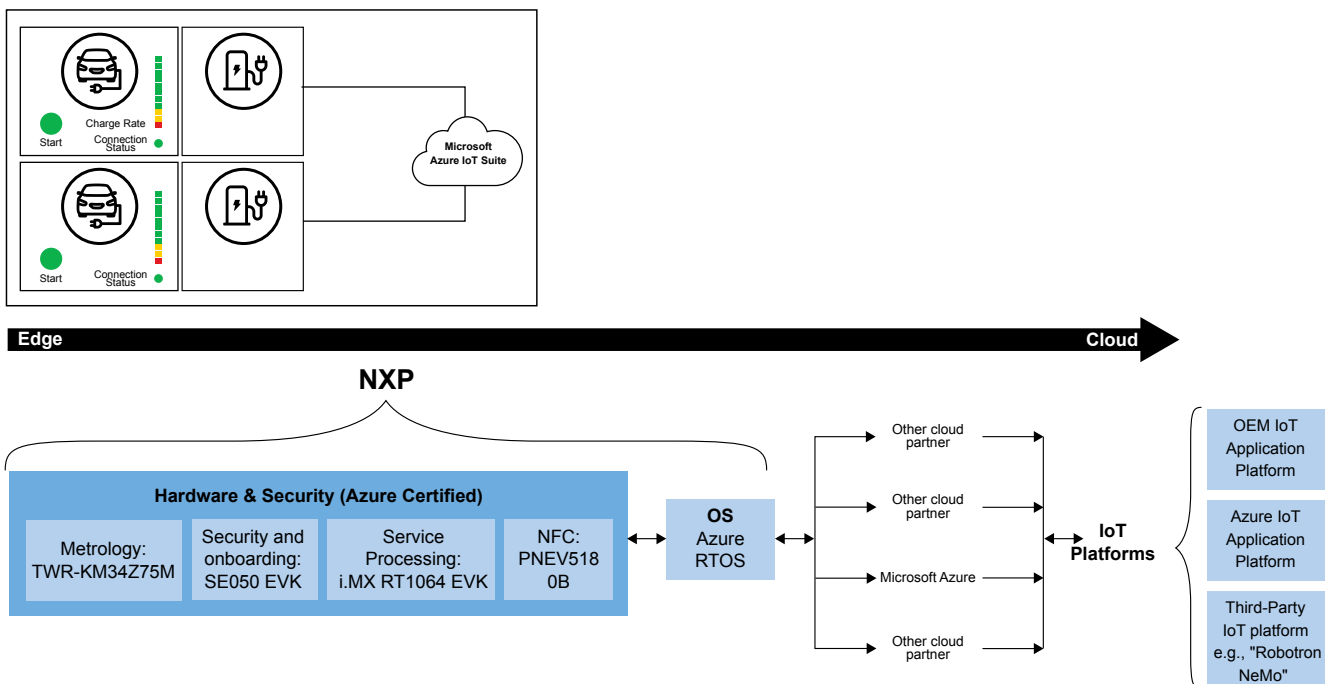 Charge Rate
Start
Connection
Status
Microsoft
Azure IoT Suite
Start
Connection
Status
Edge
Cloud
NXP
Hardware & Security (Azure Certified)
Metrology:
TWR-KM34Z75M
Security and
onboarding:
SE050 EVK
Service
Processing:
i.MX RT1064 EVK
NFC:
PNEV518
0B
OS
Azure
RTOS
Other cloud
partner
Other cloud
partner
Microsoft Azure
Other cloud
partner
IoT
Platforms
OEM IoT
Application
Platform
Azure IoT
Application
Platform
Third-Party
IoT platform
e.g., "Robotron
NeMo"